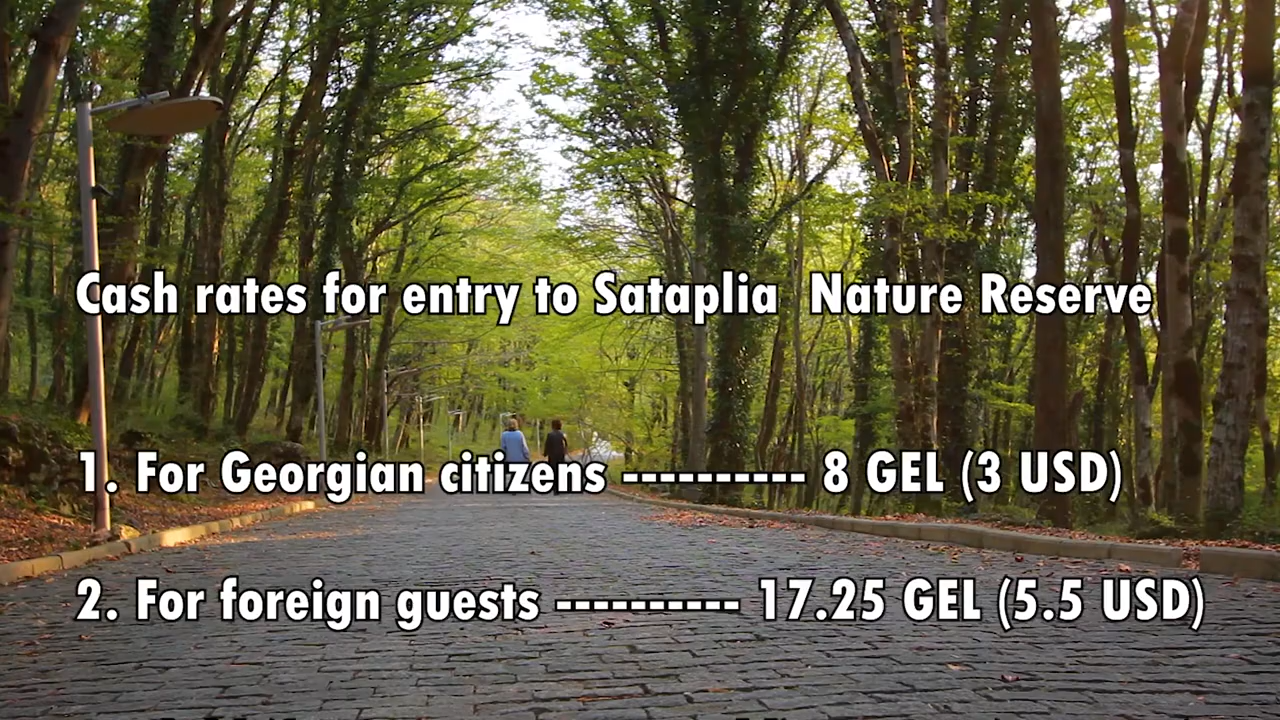 Cash rates for entry to Sataplia  Nature Reserve
1. For Georgian citizens ---------- 8 GEL (3 USD)
2. For foreign guests ---------- 17.25 GEL (5.5 USD)